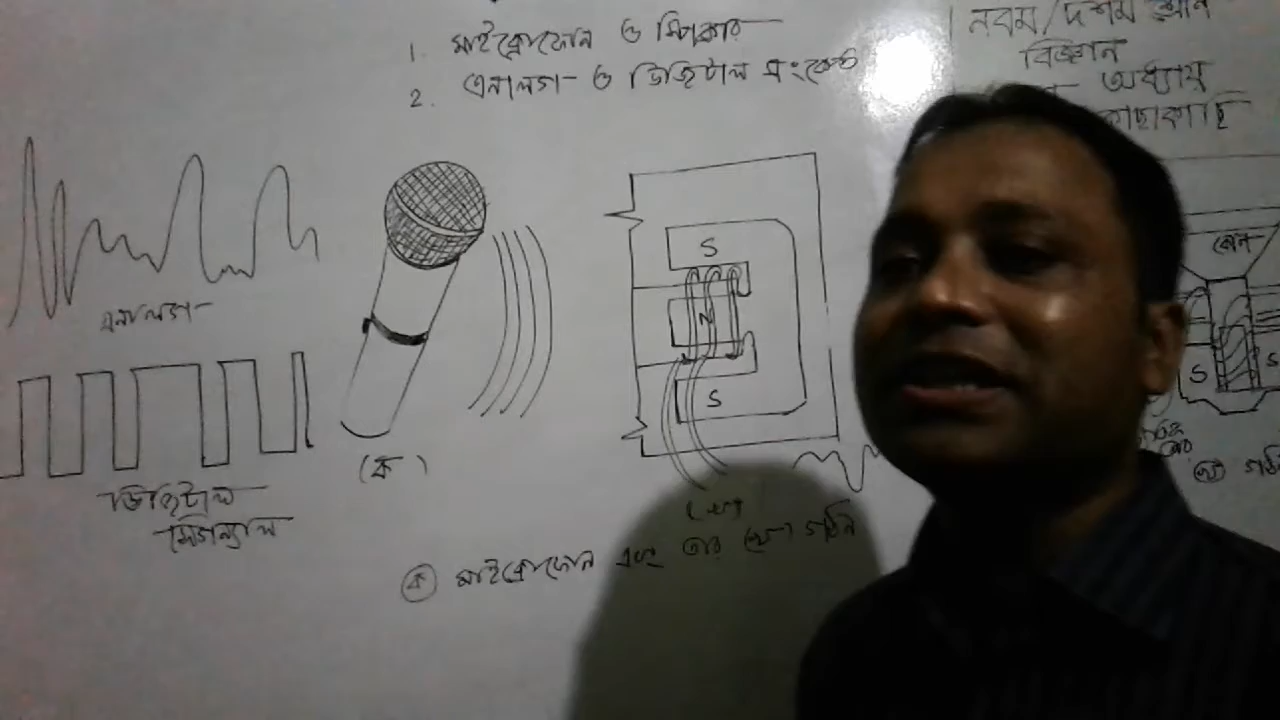 1. মাইক্রোফোন ও স্পিকার
2. এনালগ ও ডিজিটাল সংকেত
নবম/দশম শ্রেণি
বিজ্ঞান
অধ্যায়
কাছাকাছি
এনালগ
ডিজিটাল
সিগন্যাল
(ক)
S
N
S
(খ)
ক মাইক্রোফোন এবং তার (খ) গঠন
কোন
S
S